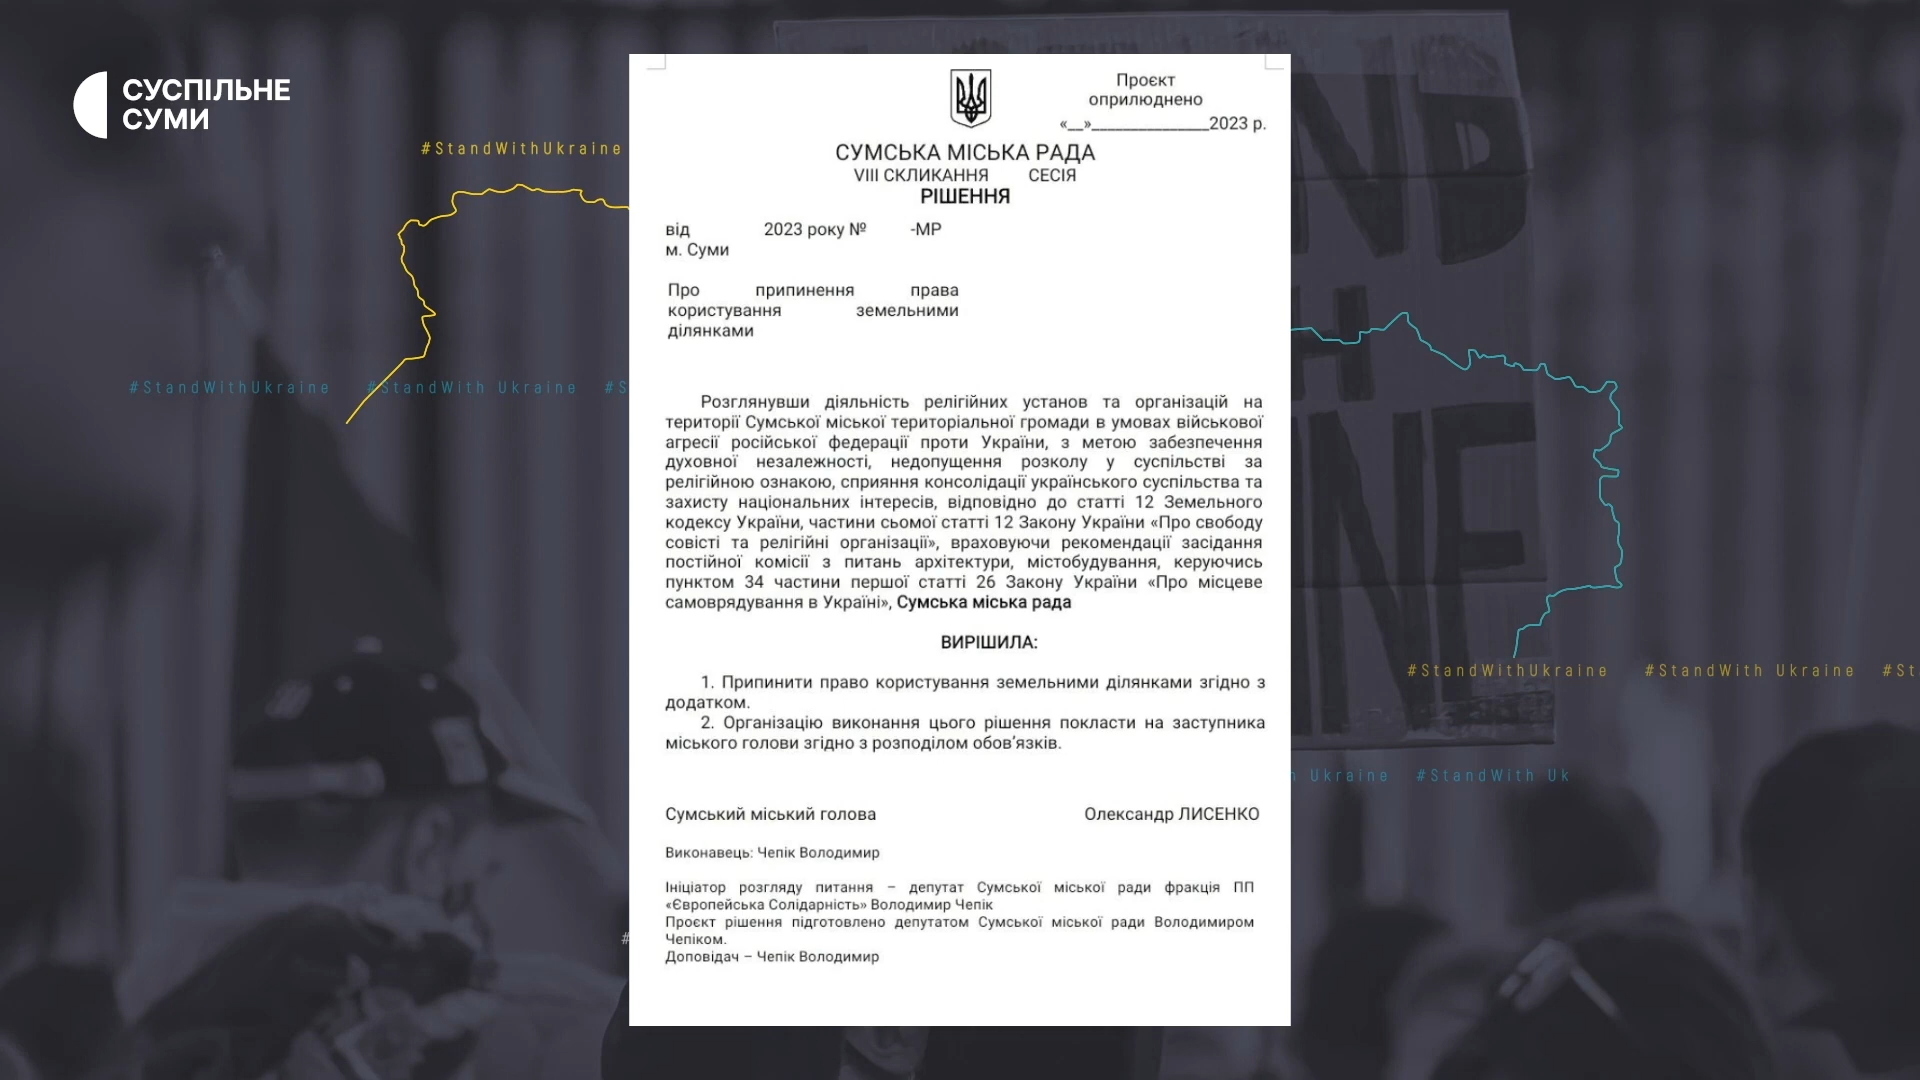 СУСПІЛЬНЕ
СУМИ
#StandWithUkraine
#StandWithUkraine #StandWith Ukraine #S
Проєкт
оприлюднено
«__»______________2023 р.
СУМСЬКА МІСЬКА РАДА
VIII СКЛИКАННЯ СЕСІЯ
РІШЕННЯ
від 2023 року № -МР
м. Суми
Про припинення права
користування земельними
ділянками
Розглянувши діяльність релігійних установ та організацій на
території Сумської міської територіальної громади в умовах військової
агресії російської федерації проти України, з метою забезпечення
духовної незалежності, недопущення розколу у суспільстві за
релігійною ознакою, сприяння консолідації українського суспільства та
захисту національних інтересів, відповідно до статті 12 Земельного
кодексу України, частини сьомої статті 12 Закону України «Про свободу
совісті та релігійні організації», враховуючи рекомендації засідання
постійної комісії з питань архітектури, містобудування, керуючись
пунктом 34 частини першої статті 26 Закону України «Про місцеве
самоврядування в Україні», Сумська міська рада
ВИРІШИЛА:
1. Припинити право користування земельними ділянками згідно з
додатком.
2. Організацію виконання цього рішення покласти на заступника
міського голови згідно з розподілом обов’язків.
Сумський міський голова Олександр ЛИСЕНКО
Виконавець: Чепік Володимир
Ініціатор розгляду питання – депутат Сумської міської ради фракція ПП
«Європейська Солідарність» Володимир Чепік
Проєкт рішення підготовлено депутатом Сумської міської ради Володимиром
Чепіком.
Доповідач – Чепік Володимир
#StandWithUkraine #StandWith Ukraine #St
h Ukraine #StandWith Uk
#